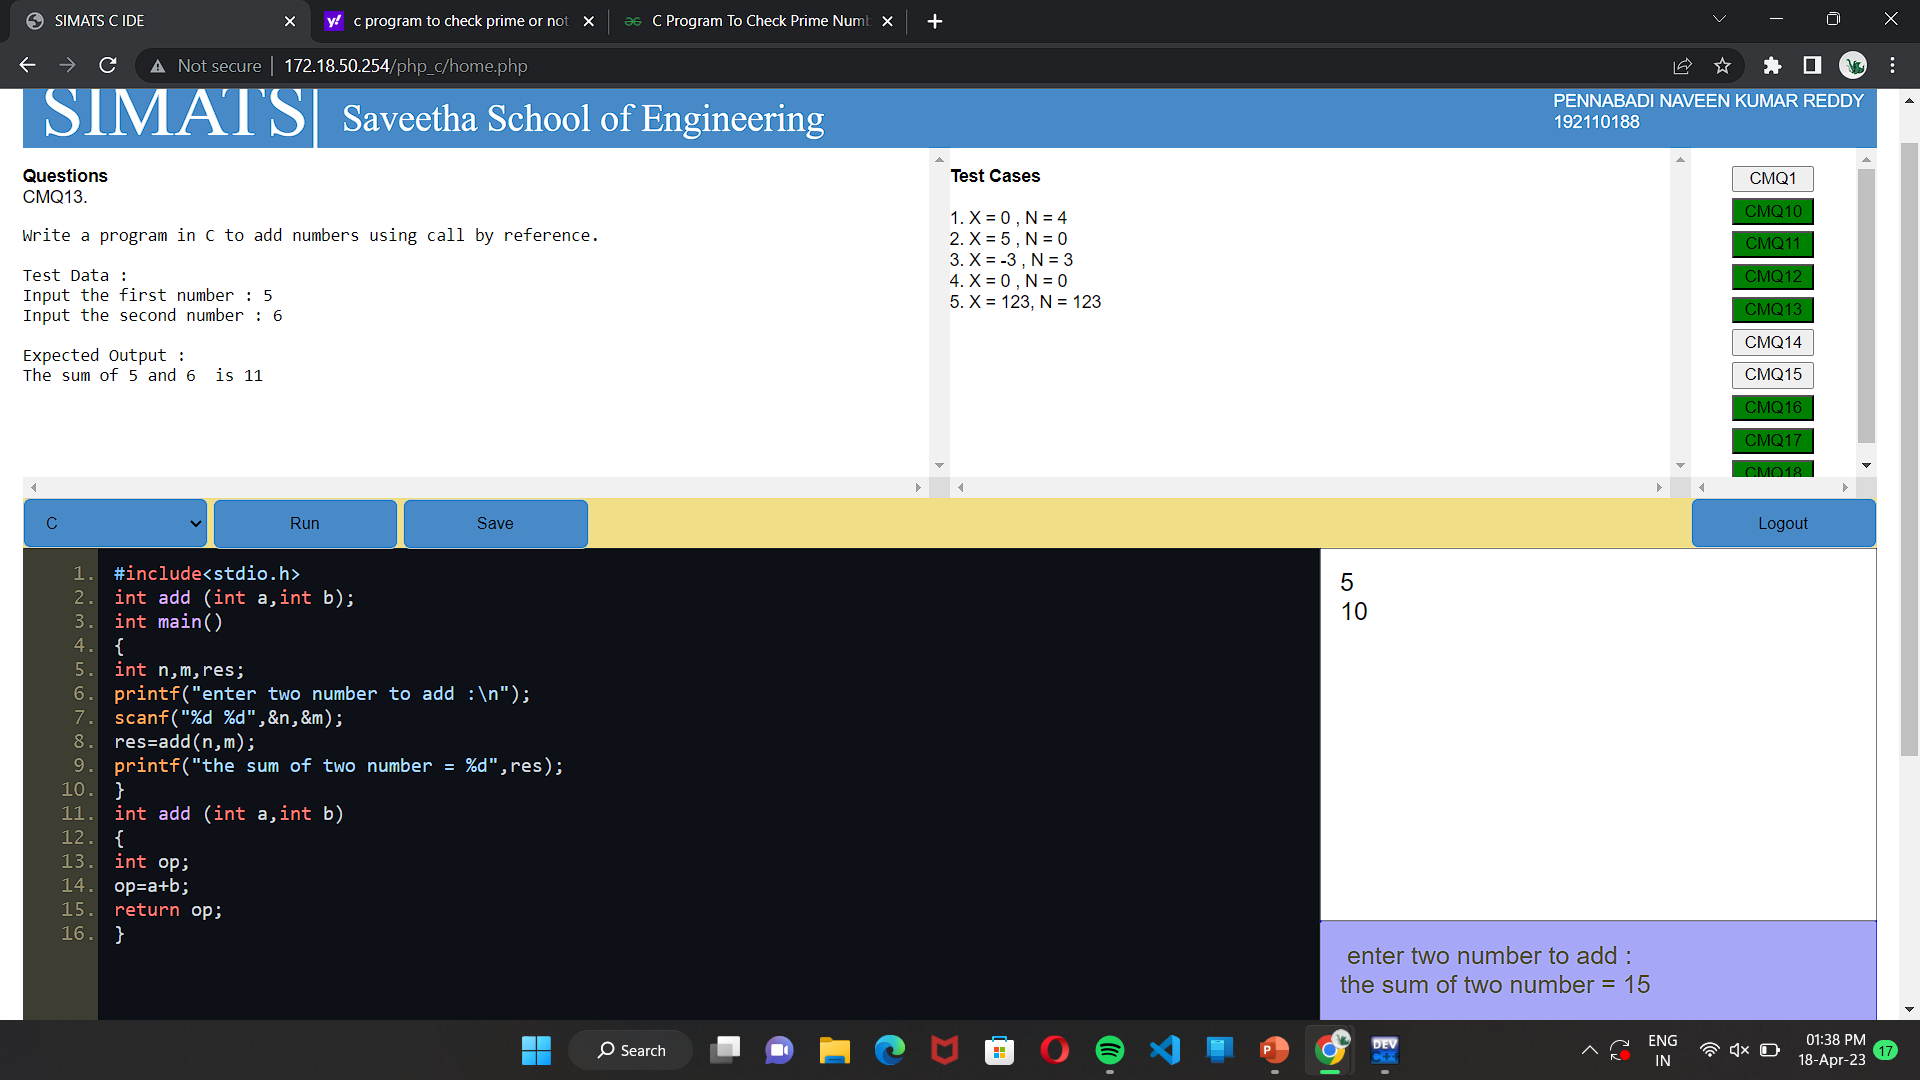 SIMATS C IDE
c program to check prime or not
C Program To Check Prime Numb
Not secure
172.18.50.254/php_c/home.php
SIMATS
Saveetha School of Engineering
PENNABADI NAVEEN KUMAR REDDY
192110188
Questions
CMQ13.
Write a program in C to add numbers using call by reference.
Test Data :
Input the first number : 5
Input the second number : 6
Expected Output :
The sum of 5 and 6  is 11
Test Cases
1. X = 0 , N = 4
2. X = 5 , N = 0
3. X = -3 , N = 3
4. X = 0 , N = 0
5. X = 123, N = 123
CMQ1
CMQ10
CMQ11
CMQ12
CMQ13
CMQ14
CMQ15
CMQ16
CMQ17
CMQ18
C
Run
Save
Logout
1. #include<stdio.h>
2. int add (int a,int b);
3. int main()
4. {
5. int n,m,res;
6. printf("enter two number to add :\n");
7. scanf("%d %d",&n,&m);
8. res=add(n,m);
9. printf("the sum of two number = %d",res);
10. }
11. int add (int a,int b)
12. {
13. int op;
14. op=a+b;
15. return op;
16. }
5
10
enter two number to add :
the sum of two number = 15
Search
P
DEV
C++
ENG
IN
01:38 PM
18-Apr-23
17